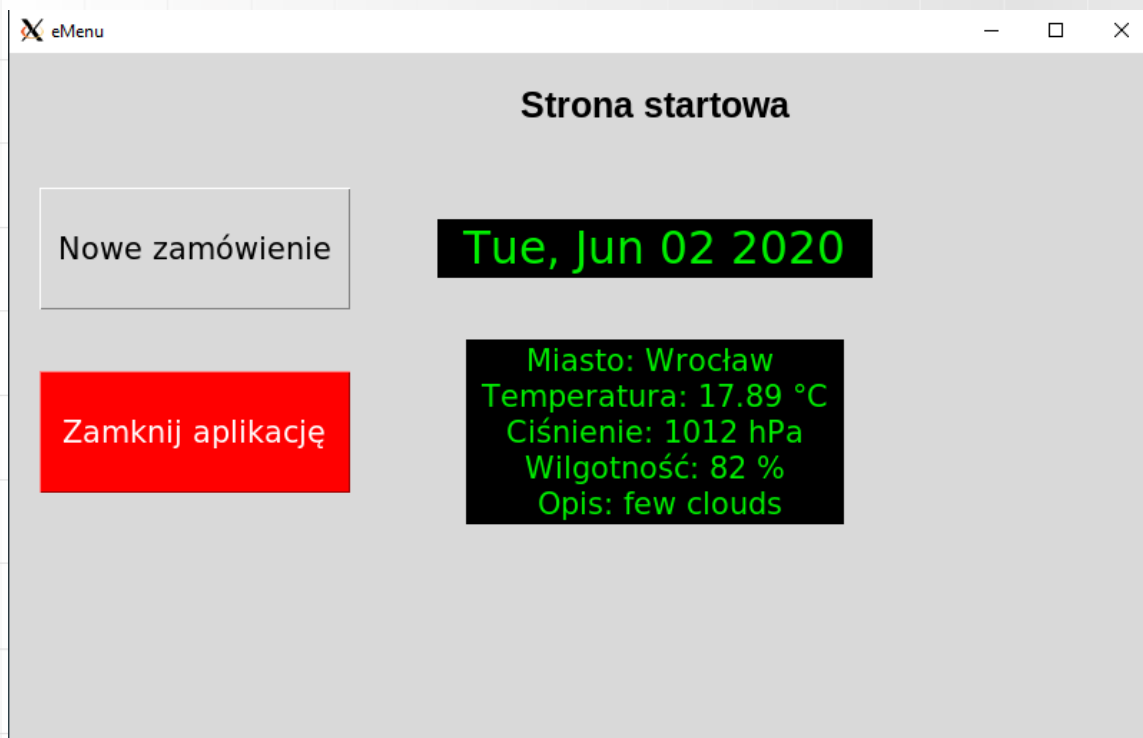 eMenu
Strona startowa
Nowe zamówienie
Tue, Jun 02 2020
Zamknij aplikację
Miasto: Wrocław
Temperatura: 17.89 °C
Ciśnienie: 1012 hPa
Wilgotność: 82 %
Opis: few clouds